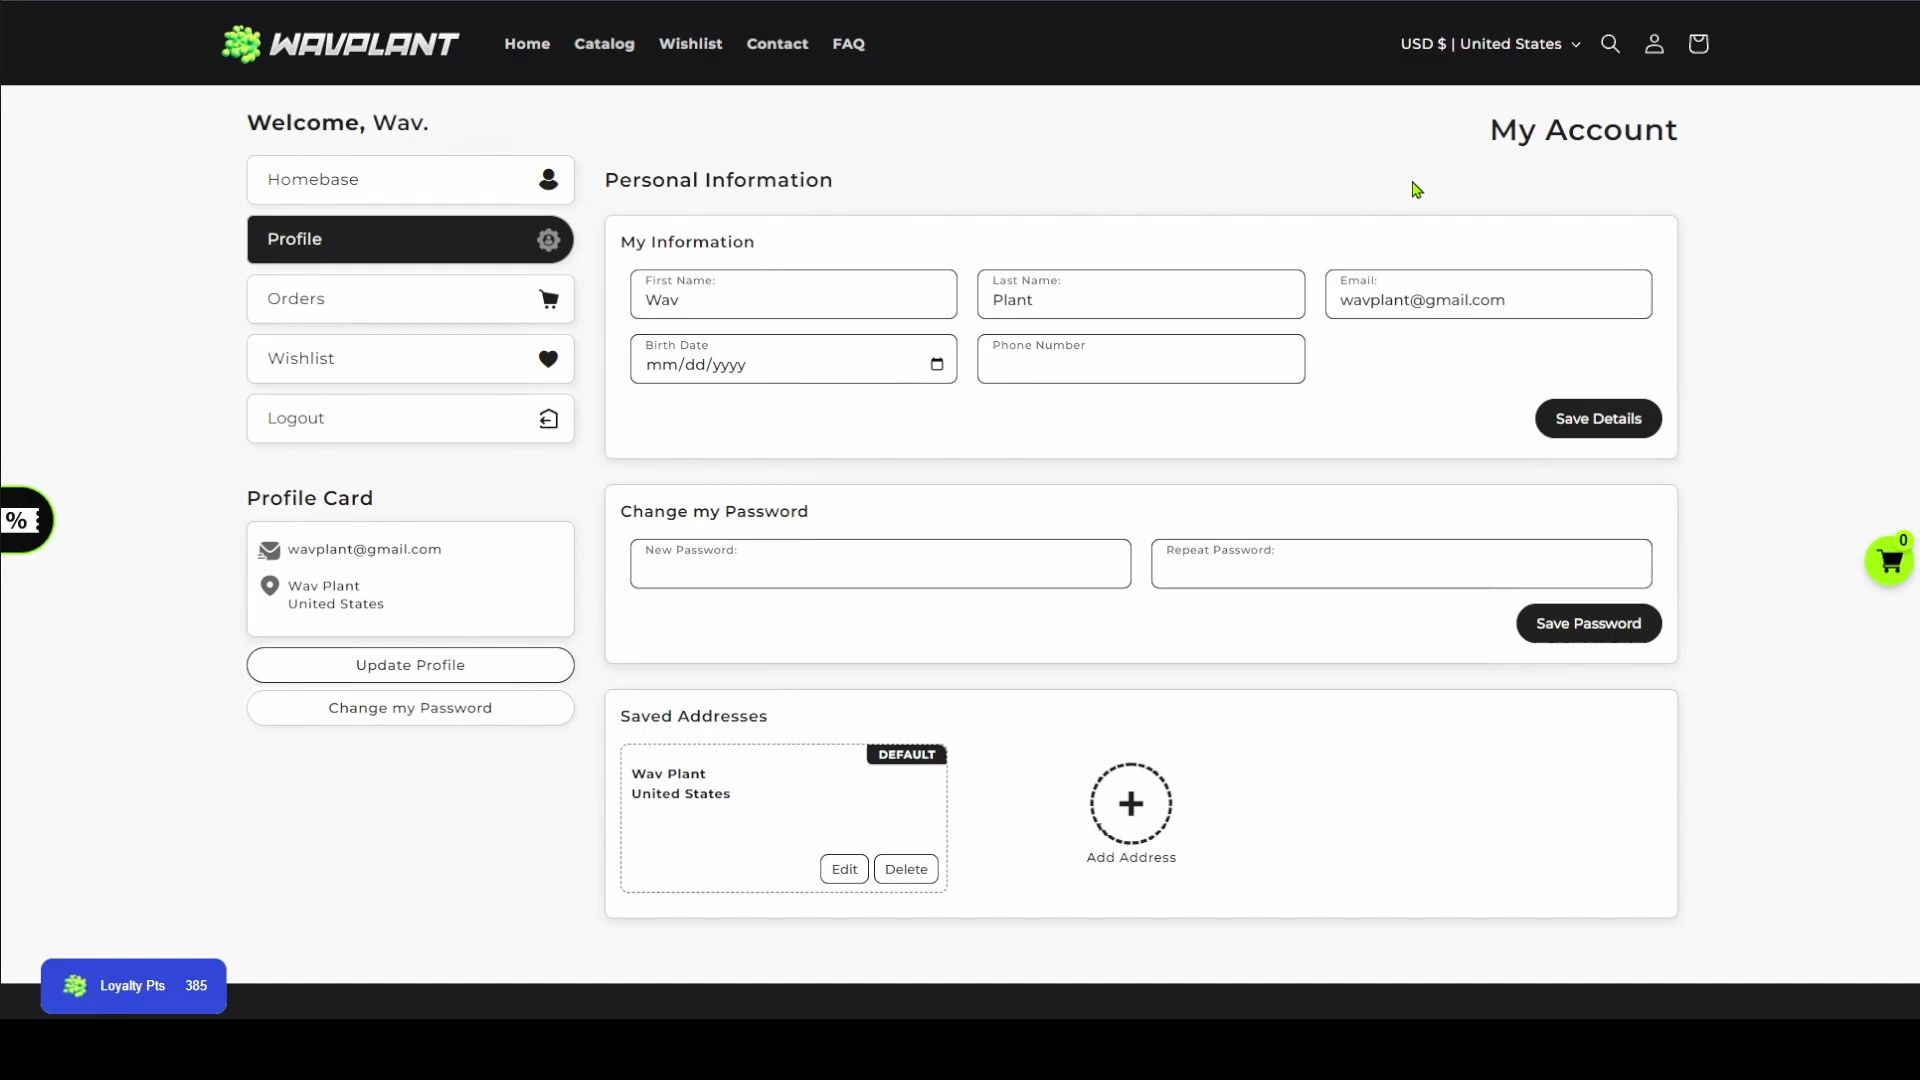 WAVPLANT
Home Catalog Wishlist Contact FAQ
USD $ | United States
Welcome, Wav.
My Account
Homebase
Profile
Orders
Wishlist
Logout
Profile Card
wavplant@gmail.com
Wav Plant
United States
Update Profile
Change my Password
Personal Information
My Information
First Name:
Wav
Last Name:
Plant
Email:
wavplant@gmail.com
Birth Date
mm/dd/yyyy
Phone Number
Save Details
Change my Password
New Password:
Repeat Password:
Save Password
Saved Addresses
DEFAULT
Wav Plant
United States
Edit
Delete
Add Address
%
0
Loyalty Pts 385